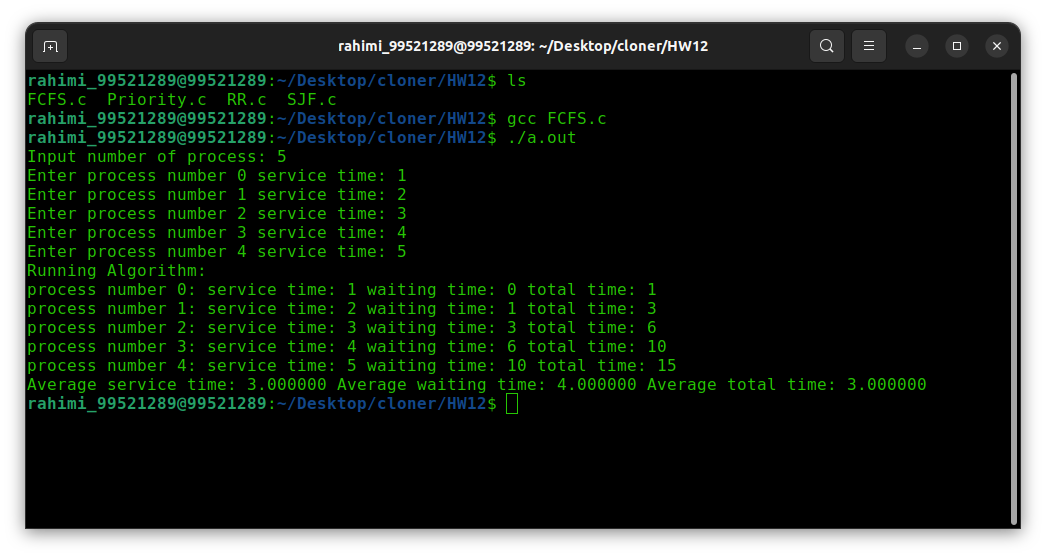 rahimi_99521289@99521289: ~/Desktop/cloner/HW12
rahimi_99521289@99521289:~/Desktop/cloner/HW12$ ls
FCFS.c  Priority.c  RR.c  SJF.c
rahimi_99521289@99521289:~/Desktop/cloner/HW12$ gcc FCFS.c
rahimi_99521289@99521289:~/Desktop/cloner/HW12$ ./a.out
Input number of process: 5
Enter process number 0 service time: 1
Enter process number 1 service time: 2
Enter process number 2 service time: 3
Enter process number 3 service time: 4
Enter process number 4 service time: 5
Running Algorithm:
process number 0: service time: 1 waiting time: 0 total time: 1
process number 1: service time: 2 waiting time: 1 total time: 3
process number 2: service time: 3 waiting time: 3 total time: 6
process number 3: service time: 4 waiting time: 6 total time: 10
process number 4: service time: 5 waiting time: 10 total time: 15
Average service time: 3.000000 Average waiting time: 4.000000 Average total time: 3.000000
rahimi_99521289@99521289:~/Desktop/cloner/HW12$